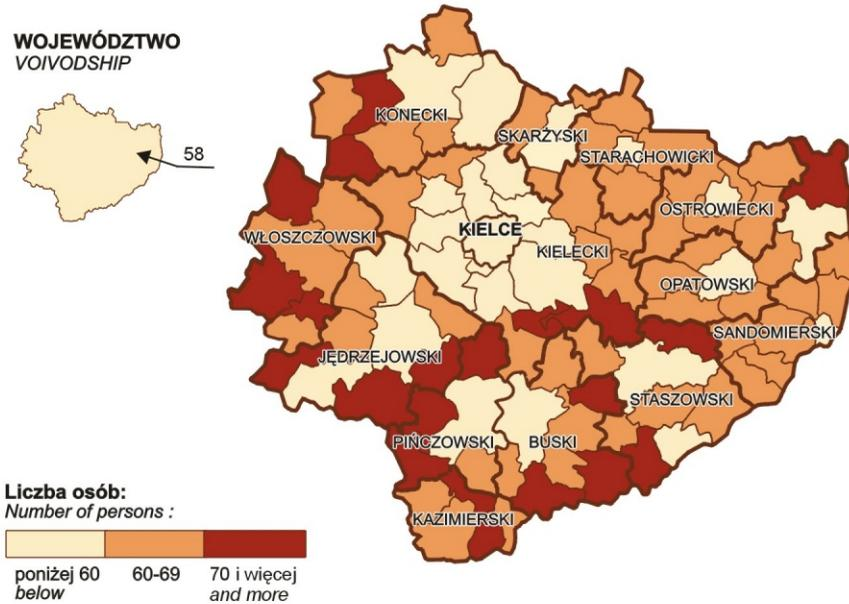 WOJEWÓDZTWO
VOIVODSHIP
58
KONECKI
SKARŻYSKI
STARACHOWICKI
OSTROWIECKI
KIELCE
WŁOSZCZOWSKI
KIELECKI
OPATOWSKI
SANDOMIERSKI
JĘDRZEJOWSKI
STASZOWSKI
PIŃCZOWSKI
BUSKI
KAZIMIERSKI
Liczba osób:
Number of persons :
poniżej 60 60-69 70 i więcej
below and more